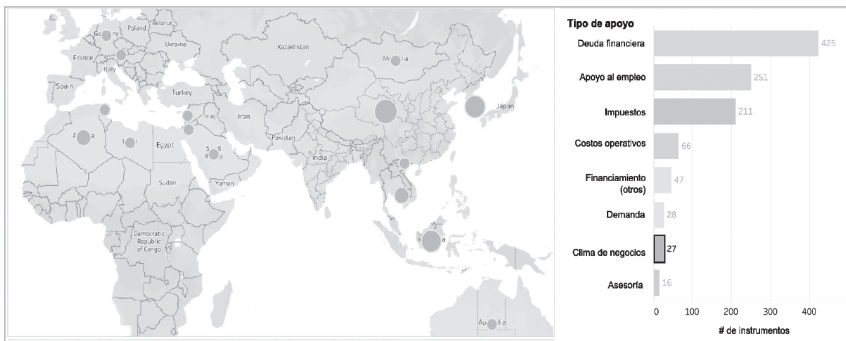 Belarus
Poland
Ukraine
Kazakhstan
France
Italy
Spain
Turkey
Japan
Iraq
Iran
Pakistan
Egypt
India
Sudan
Yemen
Democratic
Republic
of Congo
Tipo de apoyo
Deuda financiera
425
Apoyo al empleo
251
Impuestos
211
Costos operativos
66
Financiamiento
(otros)
47
Demanda
28
Clima de negocios
27
Asesoría
16
0 100 200 300 400
# de instrumentos